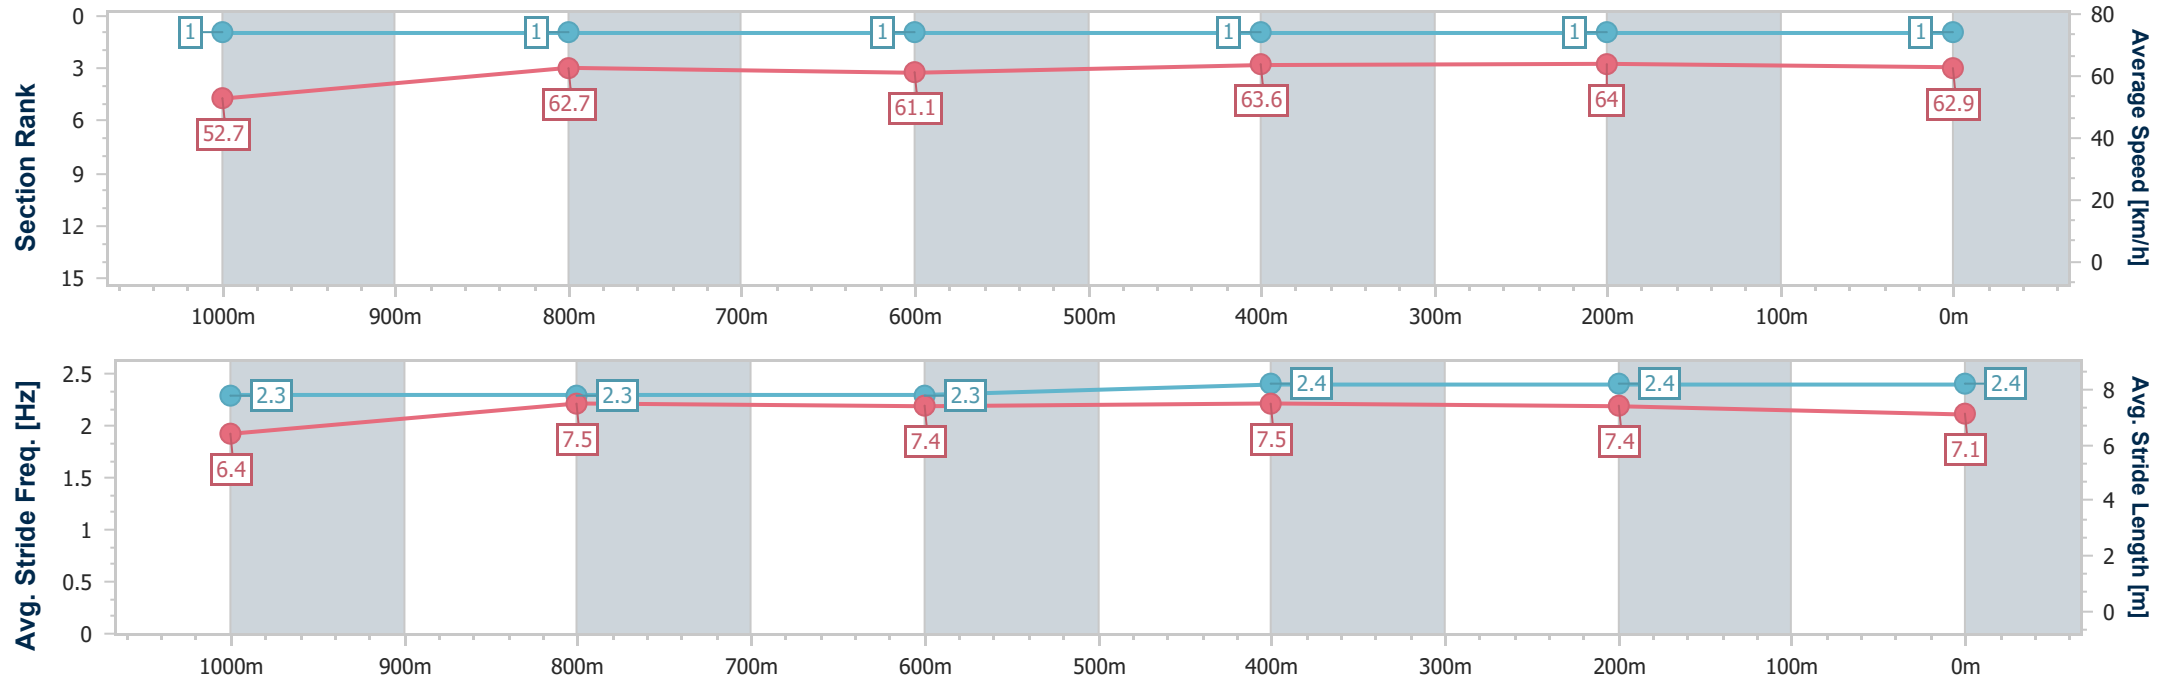 Section Rank
0
3
6
9
12
15
1 1 1 1 1 1
52.7 62.7 61.1 63.6 64 62.9
80
60
40
20
0
Average Speed [km/h]
1000m 900m 800m 700m 600m 500m 400m 300m 200m 100m 0m
Avg. Stride Freq. [Hz]
2.5
2
1.5
1
0.5
0
2.3 2.3 2.3 2.4 2.4 2.4
6.4 7.5 7.4 7.5 7.4 7.1
8
6
4
2
0
Avg. Stride Length [m]
1000m 900m 800m 700m 600m 500m 400m 300m 200m 100m 0m